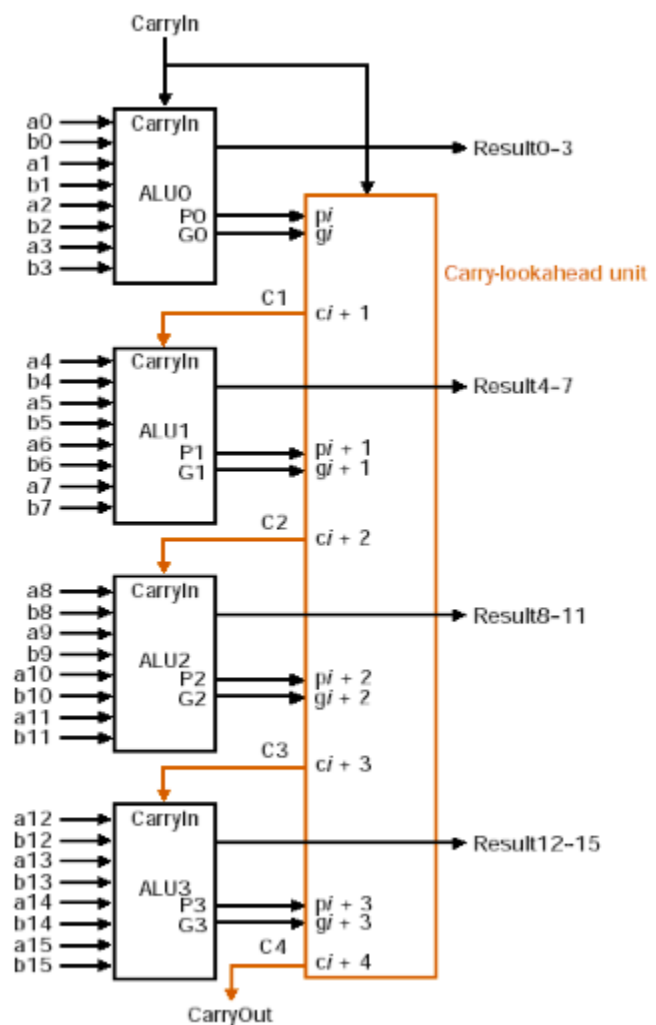 CarryIn
a0
b0
a1
b1
a2
b2
a3
b3
CarryIn
ALU0
P0
G0
pi
gi
Result0–3
Carry-lookahead unit
C1
ci + 1
a4
b4
a5
b5
a6
b6
a7
b7
CarryIn
ALU1
P1
G1
pi + 1
gi + 1
Result4–7
C2
ci + 2
a8
b8
a9
b9
a10
b10
a11
b11
CarryIn
ALU2
P2
G2
pi + 2
gi + 2
Result8–11
C3
ci + 3
a12
b12
a13
b13
a14
b14
a15
b15
CarryIn
ALU3
P3
G3
pi + 3
gi + 3
Result12–15
C4
ci + 4
CarryOut